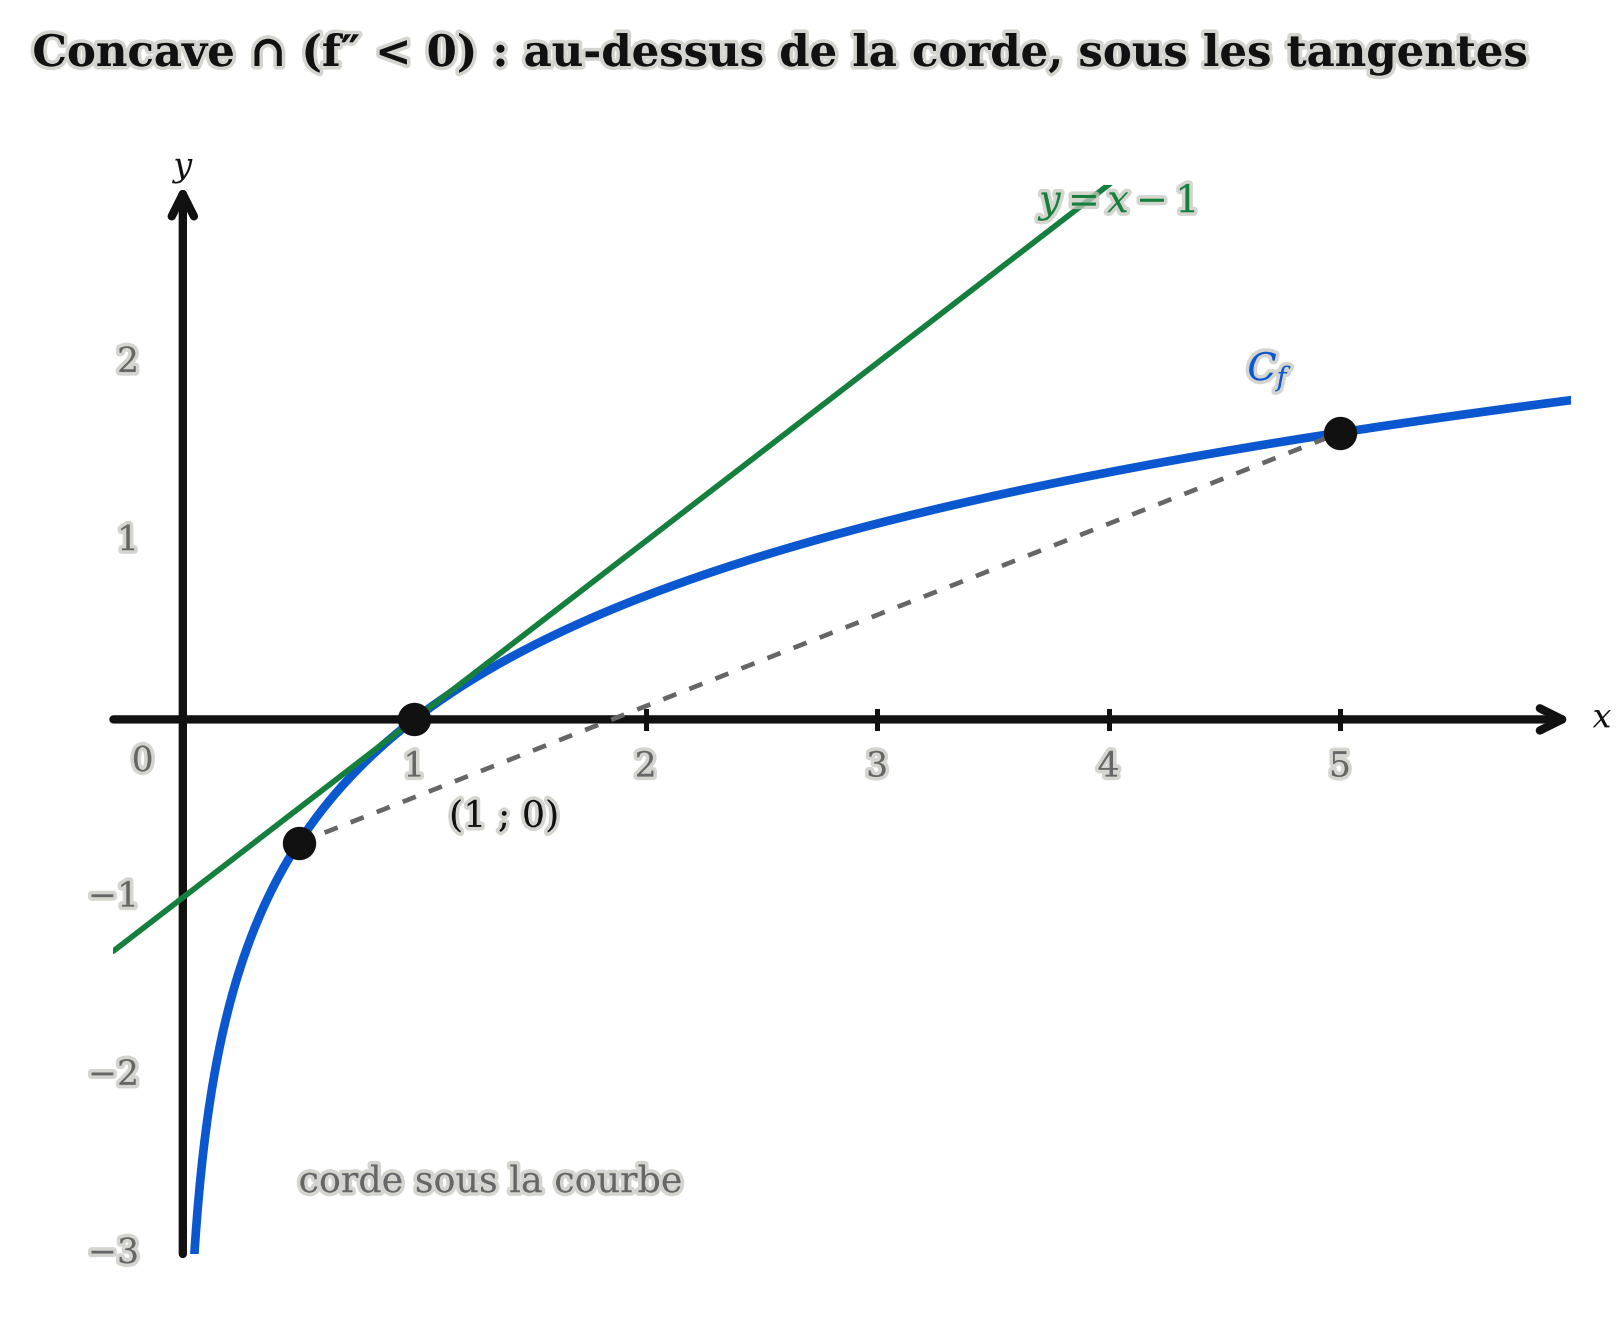 Concave ∩ (f″ < 0) : au-dessus de la corde, sous les tangentes
y
y = x − 1
2
C_f
1
x
0
1 2 3 4 5
(1 ; 0)
−1
−2
corde sous la courbe
−3